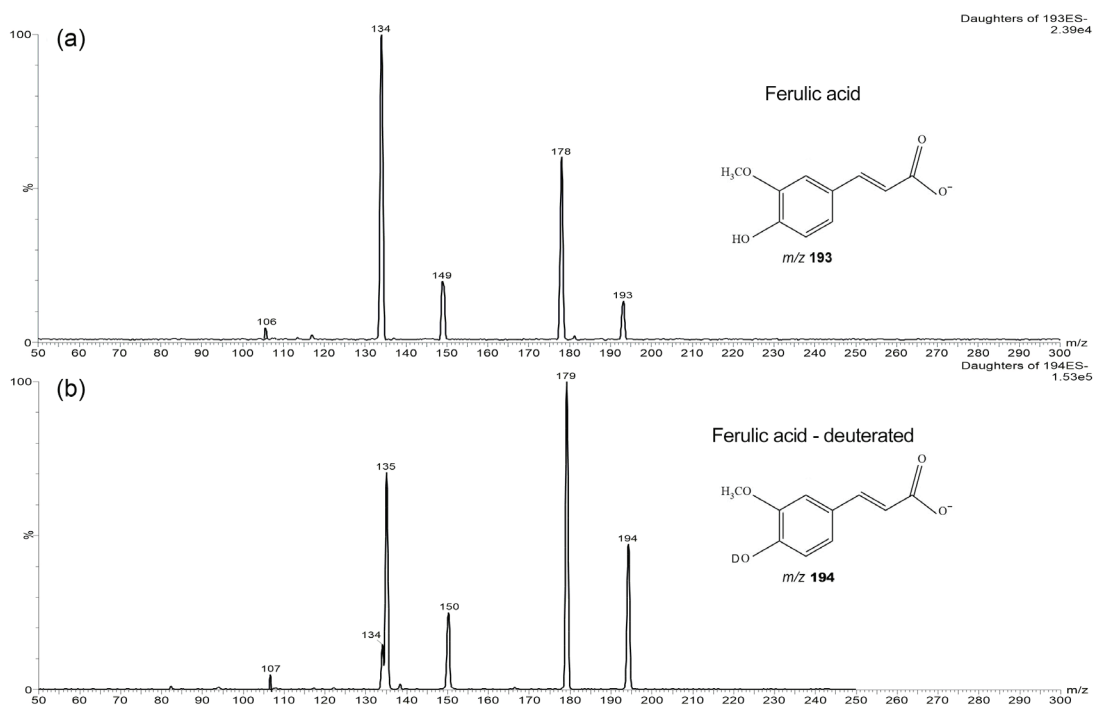 Daughters of 193ES-
2.39e4
(a)
100
%
0
134
178
149
193
106
Ferulic acid
H₃CO
HO
O
O⁻
m/z 193
50 60 70 80 90 100 110 120 130 140 150 160 170 180 190 200 210 220 230 240 250 260 270 280 290 300 m/z
Daughters of 194ES-
1.53e5
(b)
100
%
0
179
135
194
150
134
107
Ferulic acid - deuterated
H₃CO
DO
O
O⁻
m/z 194
50 60 70 80 90 100 110 120 130 140 150 160 170 180 190 200 210 220 230 240 250 260 270 280 290 300 m/z